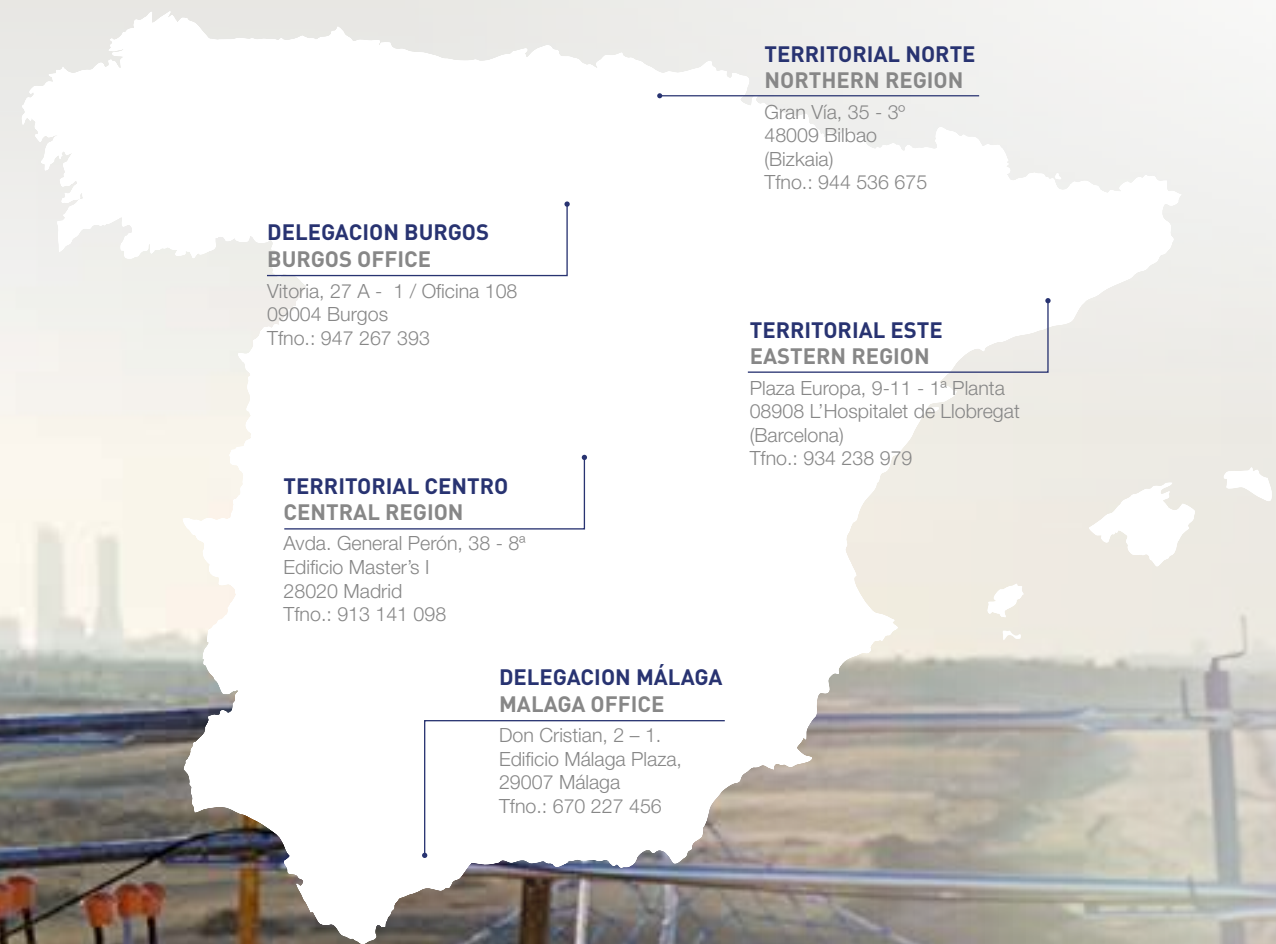 TERRITORIAL NORTE
NORTHERN REGION
Gran Vía, 35 - 3º
48009 Bilbao
(Bizkaia)
Tfno.: 944 536 675
DELEGACION BURGOS
BURGOS OFFICE
Vitoria, 27 A -  1 / Oficina 108
09004 Burgos
Tfno.: 947 267 393
TERRITORIAL ESTE
EASTERN REGION
Plaza Europa, 9-11 - 1ª Planta
08908 L’Hospitalet de Llobregat
(Barcelona)
Tfno.: 934 238 979
TERRITORIAL CENTRO
CENTRAL REGION
Avda. General Perón, 38 - 8ª
Edificio Master’s I
28020 Madrid
Tfno.: 913 141 098
DELEGACION MÁLAGA
MALAGA OFFICE
Don Cristian, 2 – 1.
Edificio Málaga Plaza,
29007 Málaga
Tfno.: 670 227 456